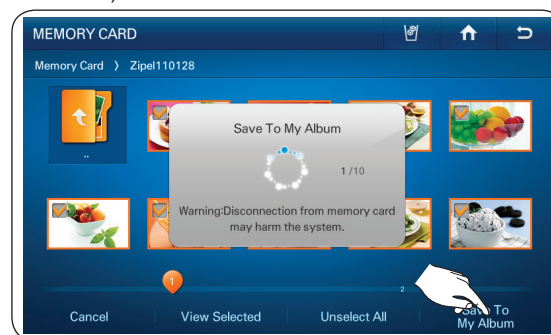 MEMORY CARD
Memory Card 〉 Zipel110128
..
Save To My Album
1 /10
Warning:Disconnection from memory card
may harm the system.
1
2
Cancel
View Selected
Unselect All
Save To
My Album